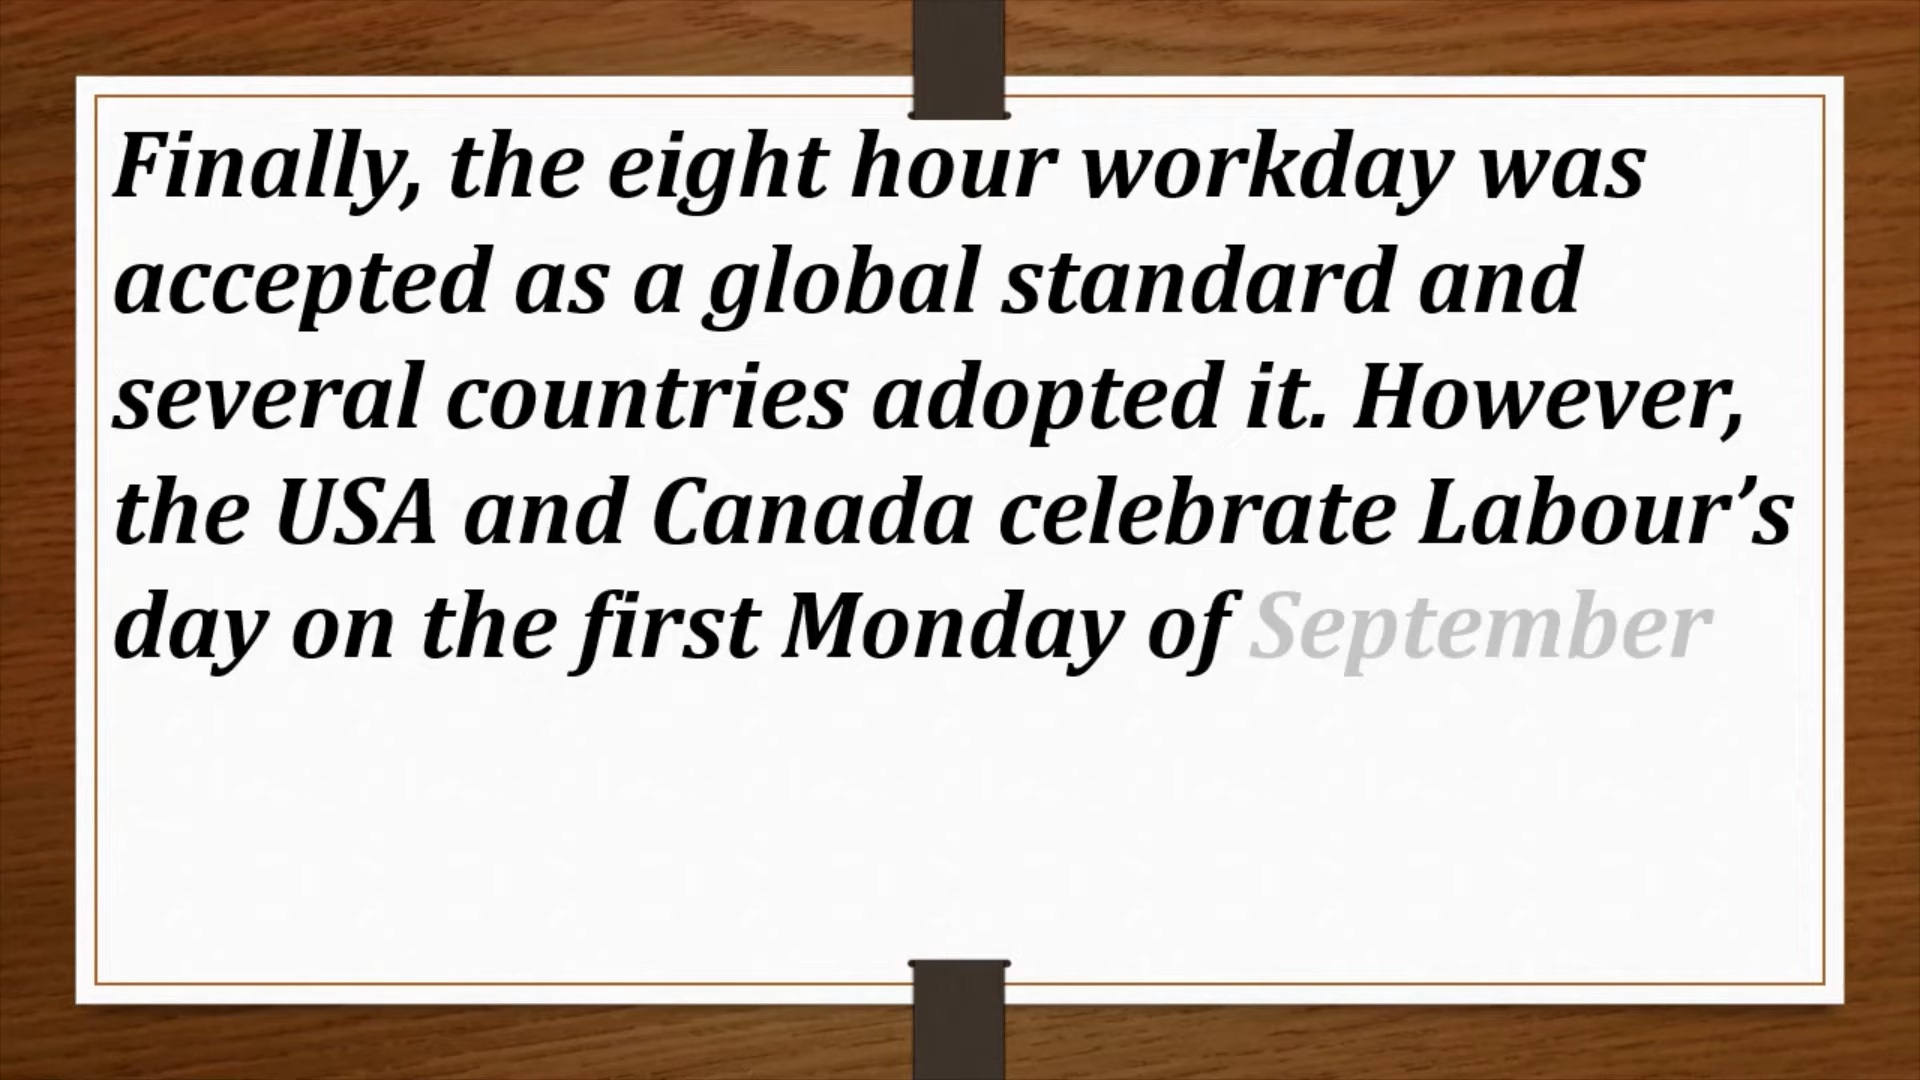 Finally, the eight hour workday was
accepted as a global standard and
several countries adopted it. However,
the USA and Canada celebrate Labour’s
day on the first Monday of September